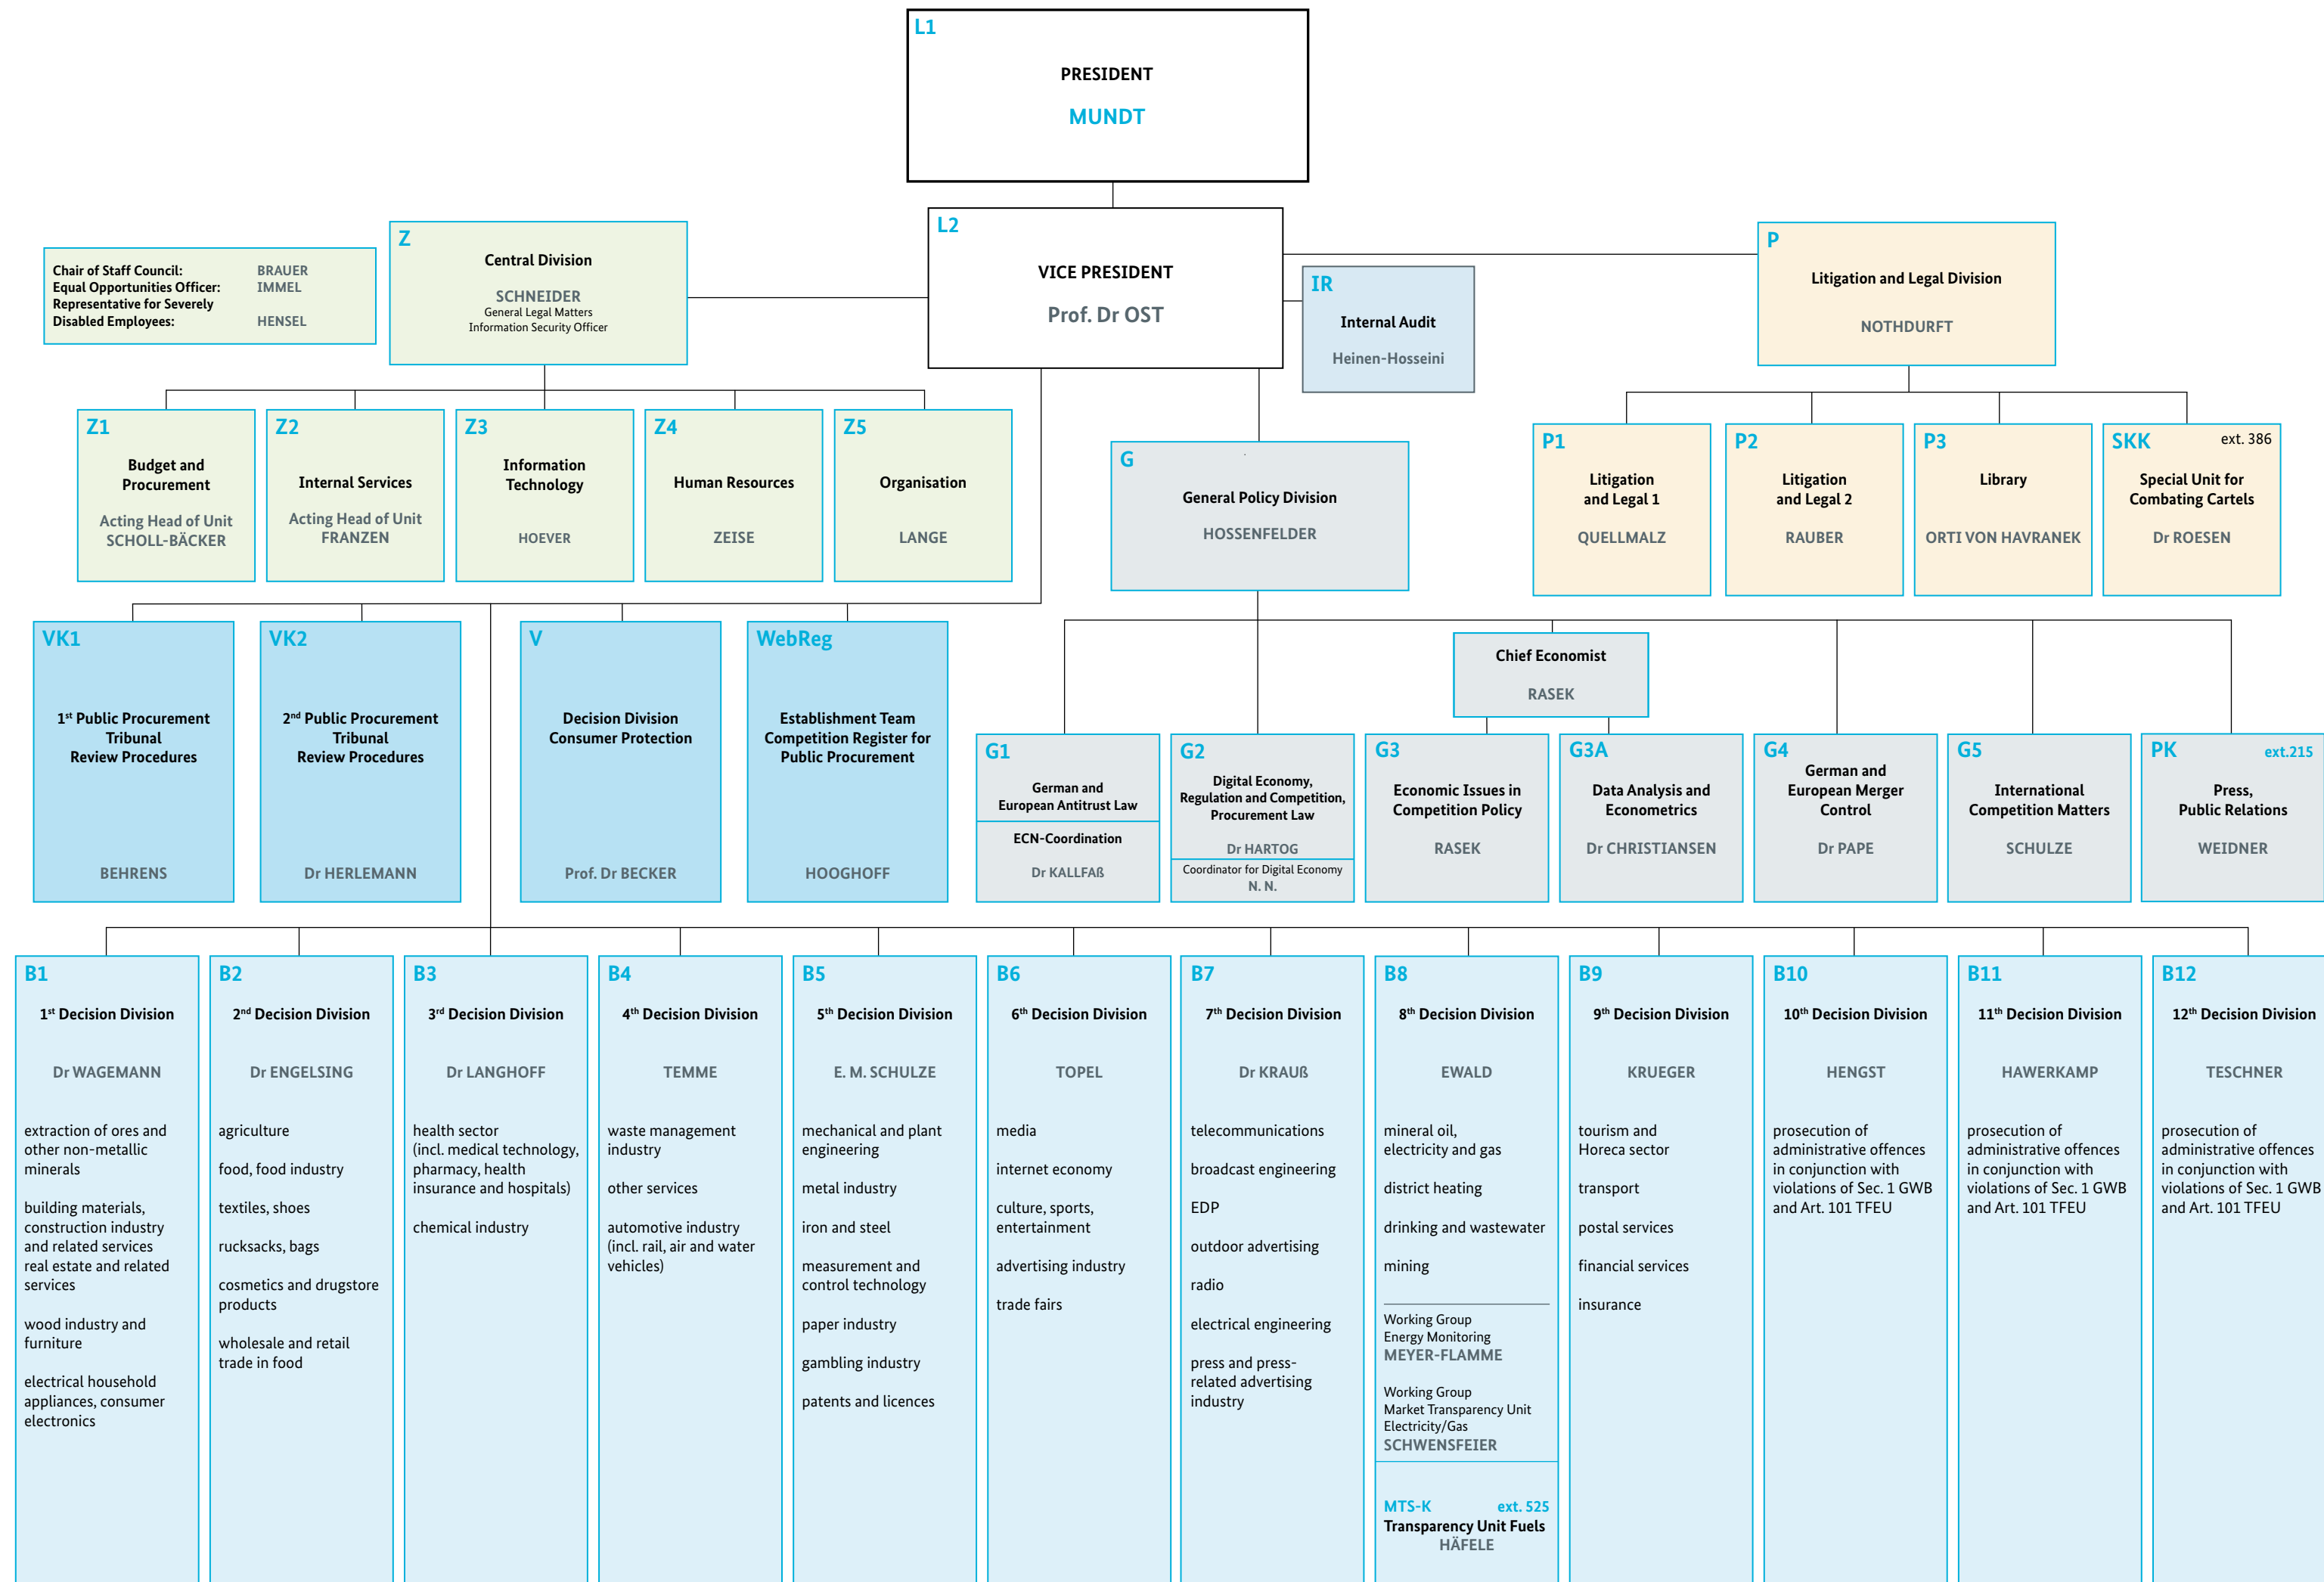 L1
PRESIDENT
MUNDT
L2
VICE PRESIDENT
Prof. Dr OST
Chair of Staff Council: BRAUER
Equal Opportunities Officer: IMMEL
Representative for Severely
Disabled Employees: HENSEL
Z
Central Division
SCHNEIDER
General Legal Matters
Information Security Officer
IR
Internal Audit
Heinen-Hosseini
P
Litigation and Legal Division
NOTHDURFT
Z1
Budget and
Procurement
Acting Head of Unit
SCHOLL-BÄCKER
Z2
Internal Services
Acting Head of Unit
FRANZEN
Z3
Information
Technology
HOEVER
Z4
Human Resources
ZEISE
Z5
Organisation
LANGE
G
General Policy Division
HOSSENFELDER
P1
Litigation
and Legal 1
QUELLMALZ
P2
Litigation
and Legal 2
RAUBER
P3
Library
ORTI VON HAVRANEK
SKK ext. 386
Special Unit for
Combating Cartels
Dr ROESEN
VK1
1st Public Procurement
Tribunal
Review Procedures
BEHRENS
VK2
2nd Public Procurement
Tribunal
Review Procedures
Dr HERLEMANN
V
Decision Division
Consumer Protection
Prof. Dr BECKER
WebReg
Establishment Team
Competition Register for
Public Procurement
HOOGHOFF
Chief Economist
RASEK
G1
German and
European Antitrust Law
ECN-Coordination
Dr KALLFAß
G2
Digital Economy,
Regulation and Competition,
Procurement Law
Dr HARTOG
Coordinator for Digital Economy
N. N.
G3
Economic Issues in
Competition Policy
RASEK
G3A
Data Analysis and
Econometrics
Dr CHRISTIANSEN
G4
German and
European Merger
Control
Dr PAPE
G5
International
Competition Matters
SCHULZE
PK ext.215
Press,
Public Relations
WEIDNER
B1
1st Decision Division
Dr WAGEMANN
extraction of ores and
other non-metallic
minerals
building materials,
construction industry
and related services
real estate and related
services
wood industry and
furniture
electrical household
appliances, consumer
electronics
B2
2nd Decision Division
Dr ENGELSING
agriculture
food, food industry
textiles, shoes
rucksacks, bags
cosmetics and drugstore
products
wholesale and retail
trade in food
B3
3rd Decision Division
Dr LANGHOFF
health sector
(incl. medical technology,
pharmacy, health
insurance and hospitals)
chemical industry
B4
4th Decision Division
TEMME
waste management
industry
other services
automotive industry
(incl. rail, air and water
vehicles)
B5
5th Decision Division
E. M. SCHULZE
mechanical and plant
engineering
metal industry
iron and steel
measurement and
control technology
paper industry
gambling industry
patents and licences
B6
6th Decision Division
TOPEL
media
internet economy
culture, sports,
entertainment
advertising industry
trade fairs
B7
7th Decision Division
Dr KRAUß
telecommunications
broadcast engineering
EDP
outdoor advertising
radio
electrical engineering
press and press-
related advertising
industry
B8
8th Decision Division
EWALD
mineral oil,
electricity and gas
district heating
drinking and wastewater
mining
Working Group
Energy Monitoring
MEYER-FLAMME
Working Group
Market Transparency Unit
Electricity/Gas
SCHWENSFEIER
MTS-K ext. 525
Transparency Unit Fuels
HÄFELE
B9
9th Decision Division
KRUEGER
tourism and
Horeca sector
transport
postal services
financial services
insurance
B10
10th Decision Division
HENGST
prosecution of
administrative offences
in conjunction with
violations of Sec. 1 GWB
and Art. 101 TFEU
B11
11th Decision Division
HAWERKAMP
prosecution of
administrative offences
in conjunction with
violations of Sec. 1 GWB
and Art. 101 TFEU
B12
12th Decision Division
TESCHNER
prosecution of
administrative offences
in conjunction with
violations of Sec. 1 GWB
and Art. 101 TFEU